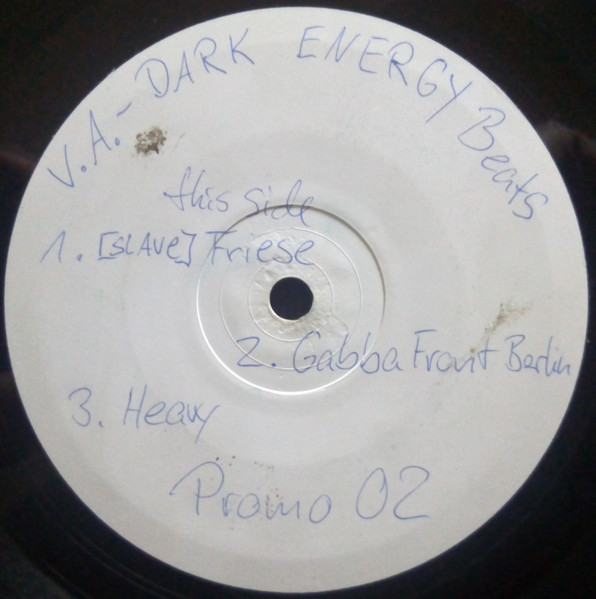 V.A.- DARK ENERGY Beats
this side
1. [SLAVE] Friese
2. Gabba Front Berlin
3. Heavy
Promo 02